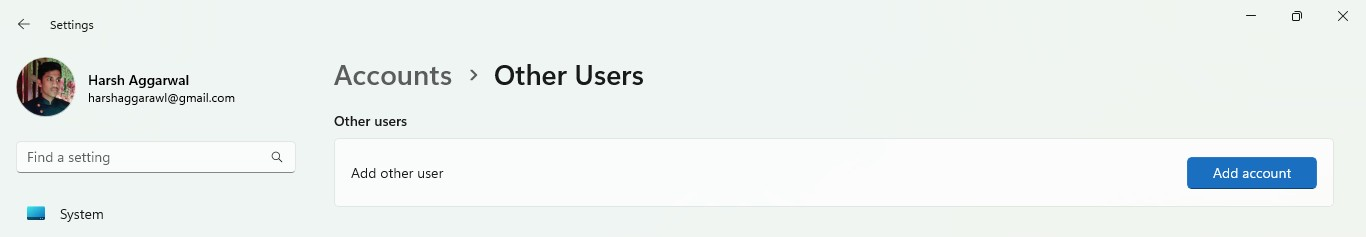 Settings
Harsh Aggarwal
harshaggarawl@gmail.com
Find a setting
System
Accounts > Other Users
Other users
Add other user
Add account